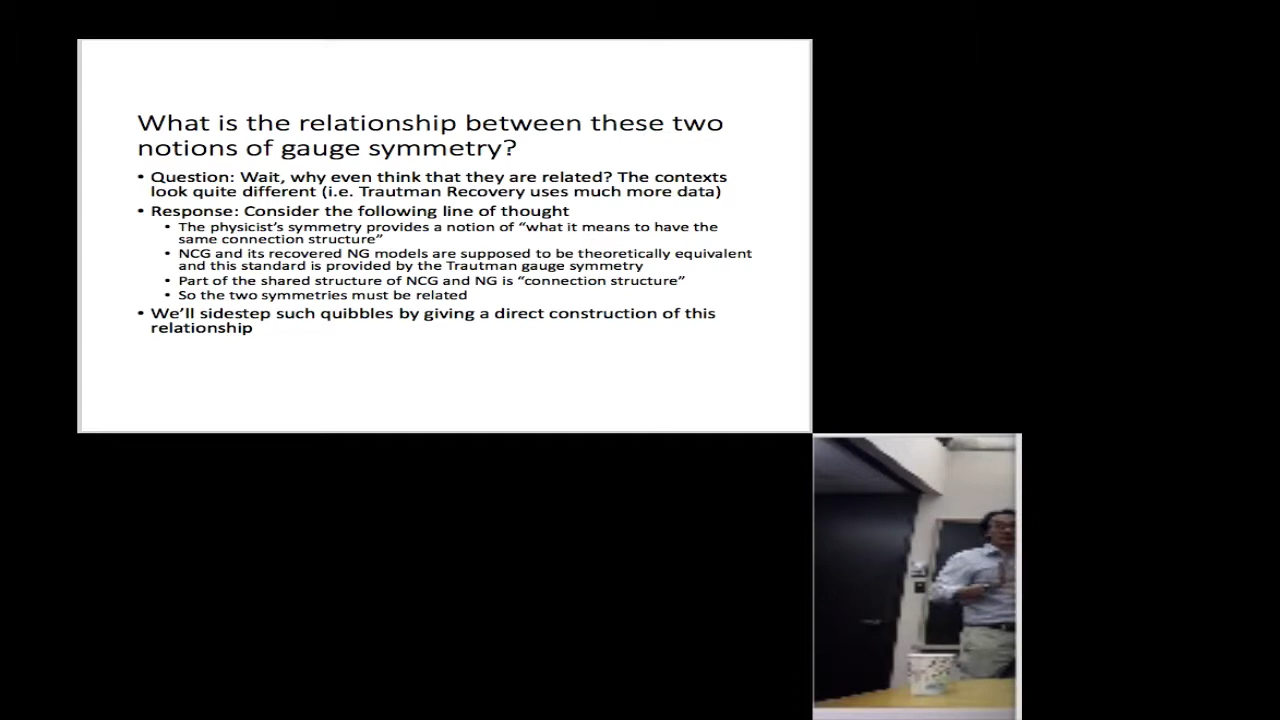 What is the relationship between these two
notions of gauge symmetry?
• Question: Wait, why even think that they are related? The contexts
look quite different (i.e. Trautman Recovery uses much more data)
• Response: Consider the following line of thought
• The physicist's symmetry provides a notion of “what it means to have the
same connection structure”
• NCG and its recovered NG models are supposed to be theoretically equivalent
and this standard is provided by the Trautman gauge symmetry
• Part of the shared structure of NCG and NG is “connection structure”
• So the two symmetries must be related
• We'll sidestep such quibbles by giving a direct construction of this
relationship